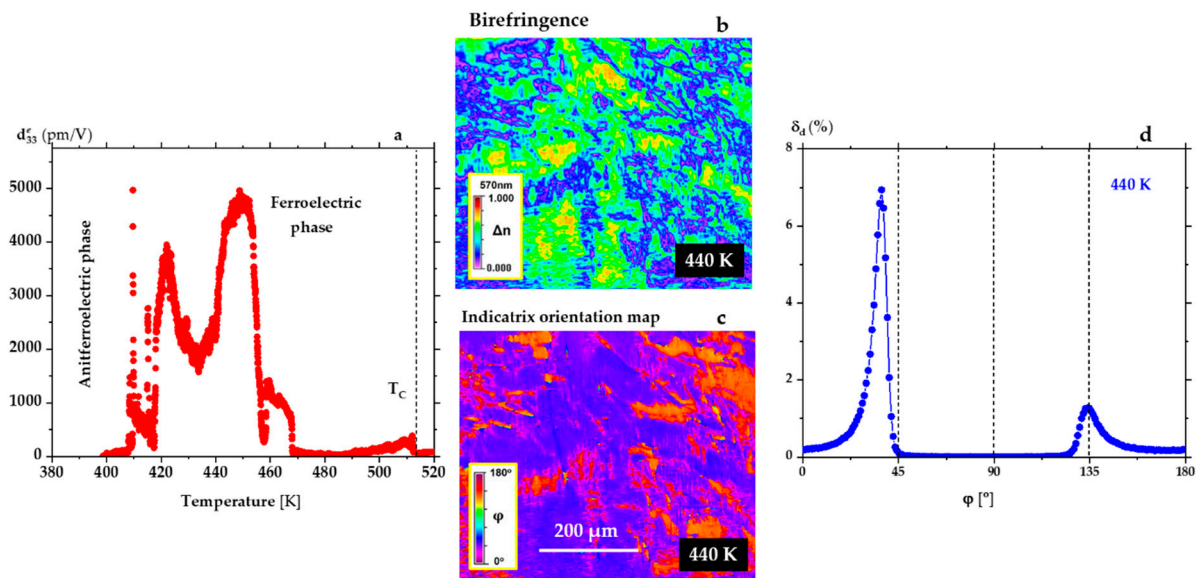 d^e_33 (pm/V)
a
5000
4000
3000
2000
1000
0
Anitferroelectric phase
Ferroelectric
phase
T_C
380
400
420
440
460
480
500
520
Temperature [K]
Birefringence
b
570nm
1.000
Δn
0.000
440 K
Indicatrix orientation map
c
180°
φ
0°
200 μm
440 K
δ_d (%)
d
8
6
4
2
0
440 K
0
45
90
135
180
φ [°]